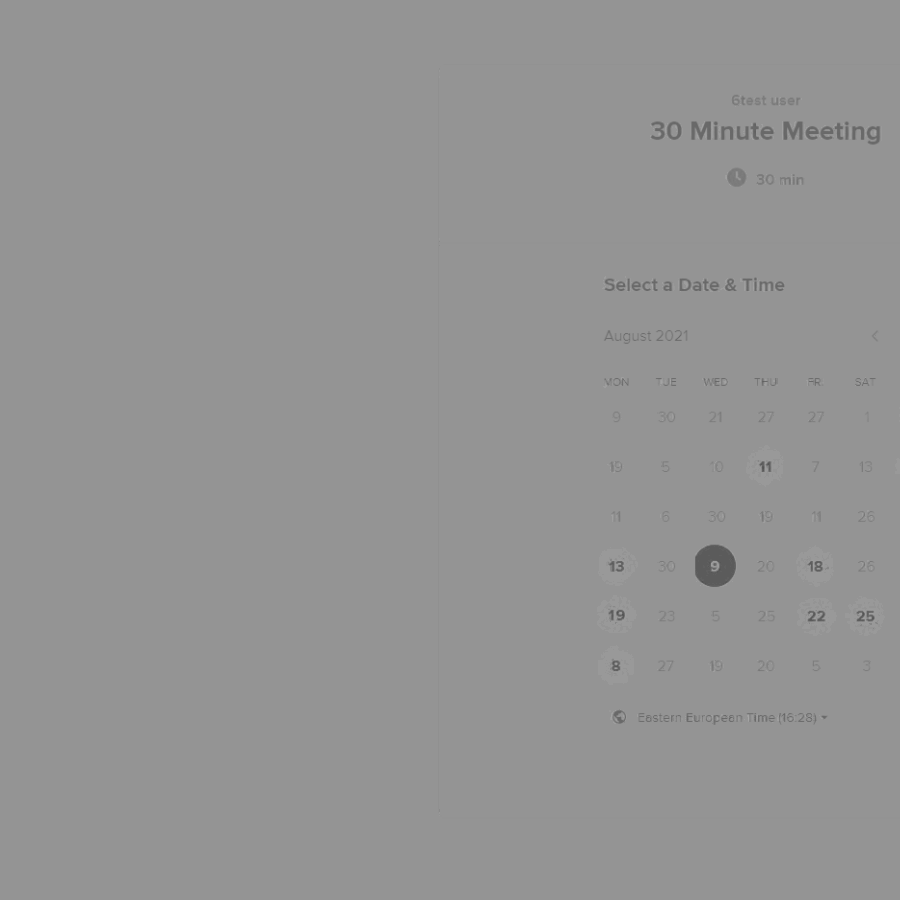 6test user
30 Minute Meeting
30 min
Select a Date & Time
August 2021
MON TUE WED THU FR SAT
9 30 21 27 27 1
19 5 10 11 7 13
11 6 30 19 11 26
13 30 9 20 18 26
19 23 5 25 22 25
8 27 19 20 5 3
Eastern European Time (16:28)